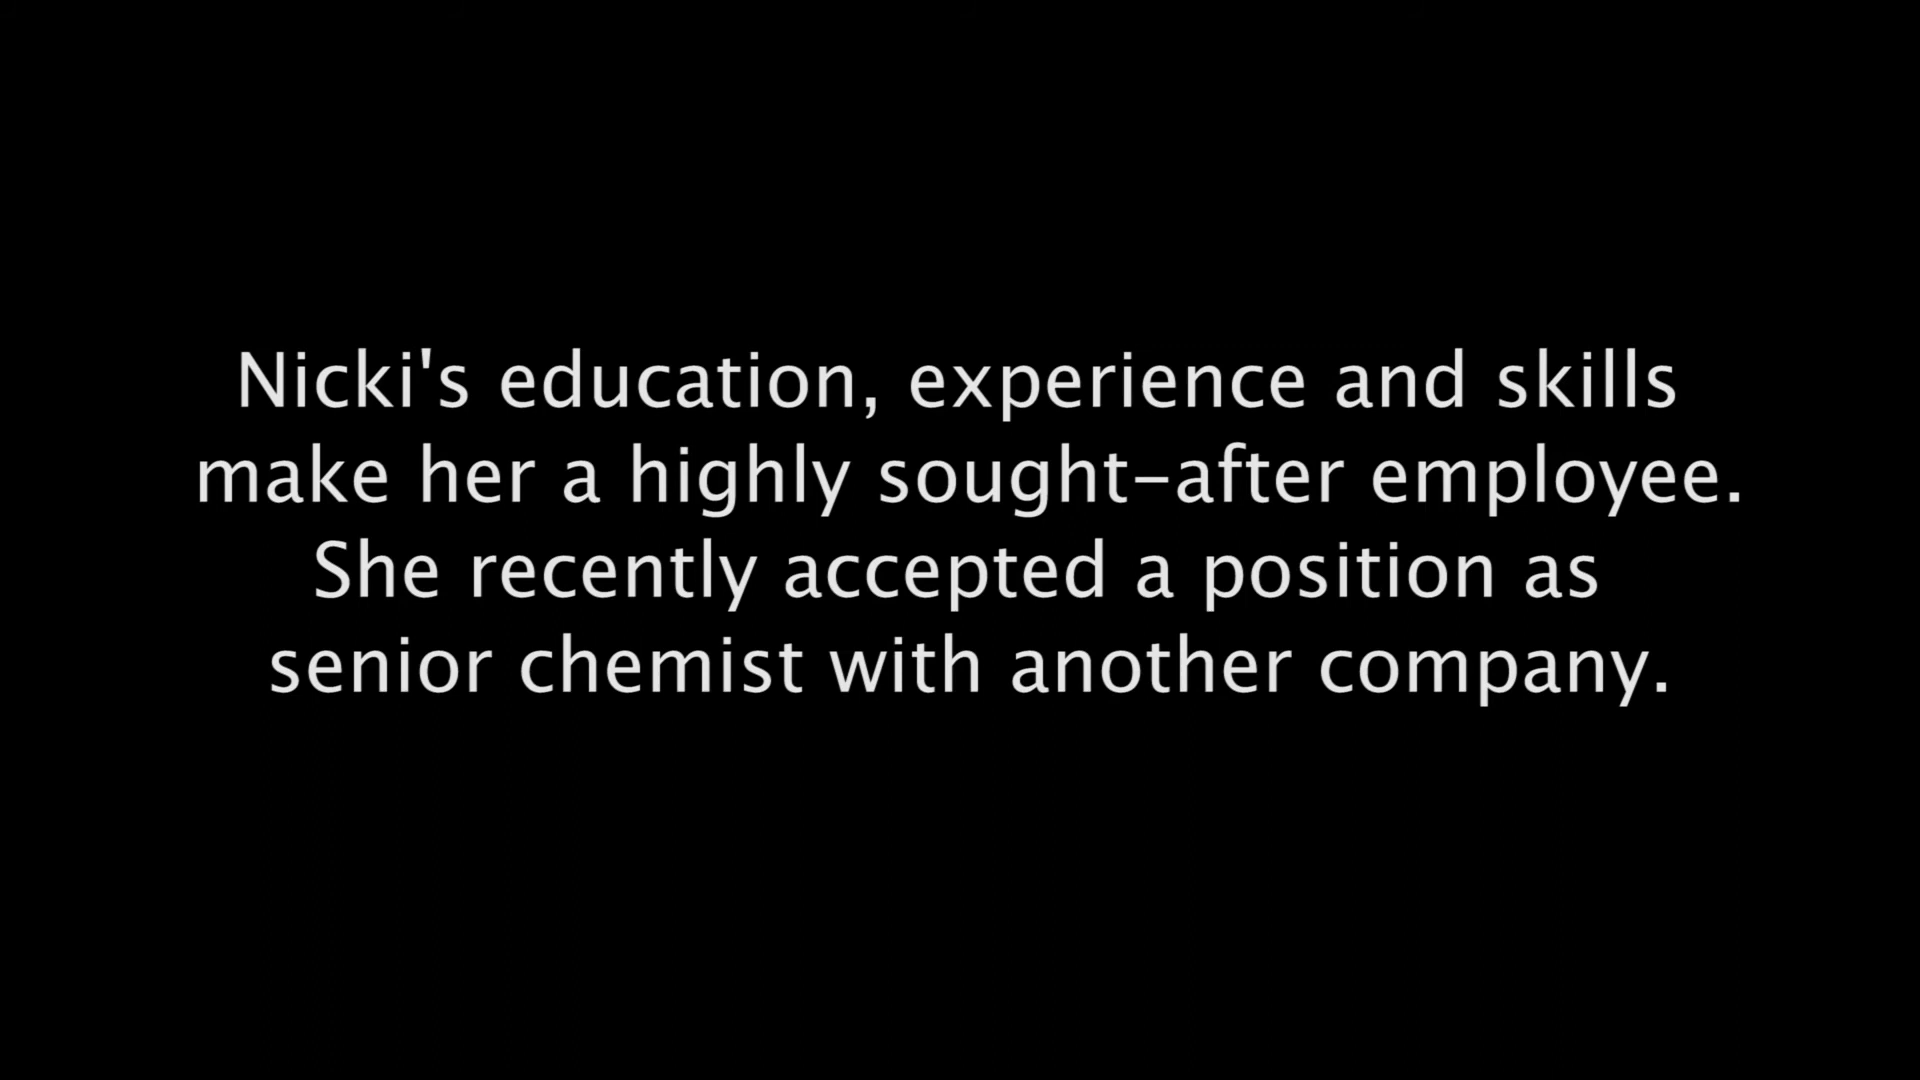 Nicki's education, experience and skills
make her a highly sought-after employee.
She recently accepted a position as
senior chemist with another company.